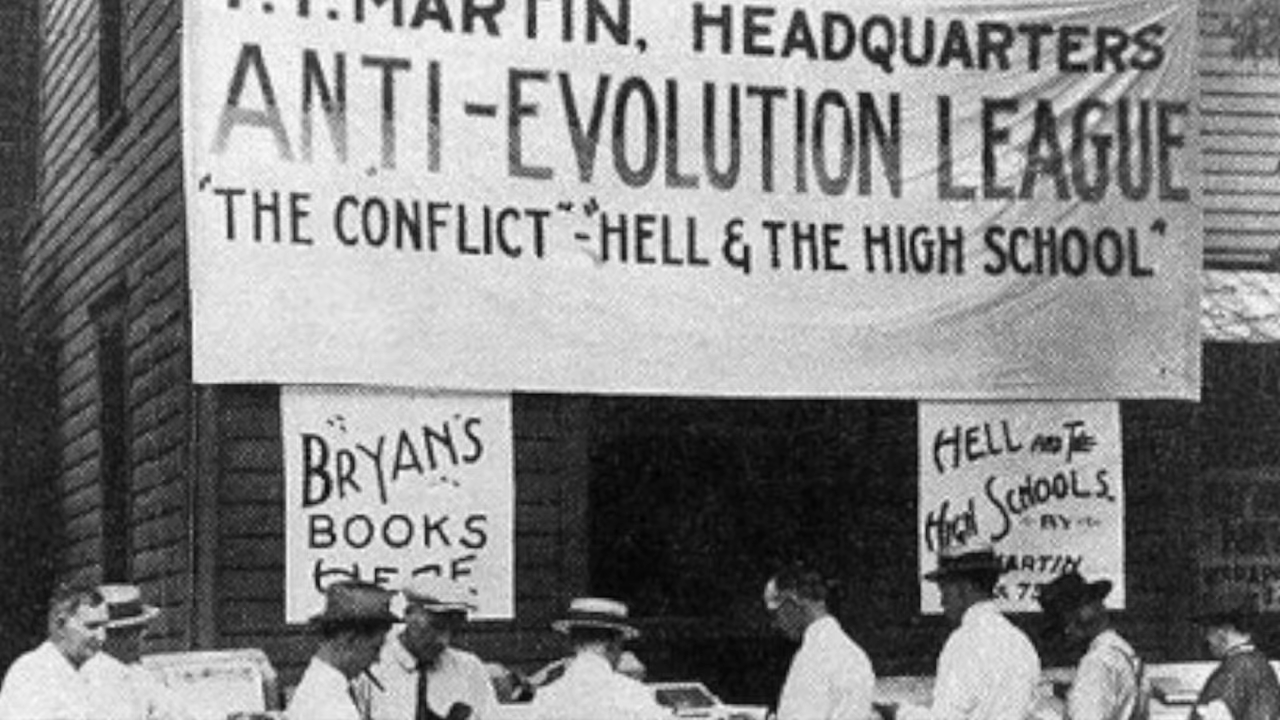 T. T. MARTIN, HEADQUARTERS
ANTI-EVOLUTION LEAGUE
"THE CONFLICT"-"HELL & THE HIGH SCHOOL"
BRYAN'S
BOOKS
HERE
HELL AND THE
HIGH SCHOOLS.
- BY -
MARTIN